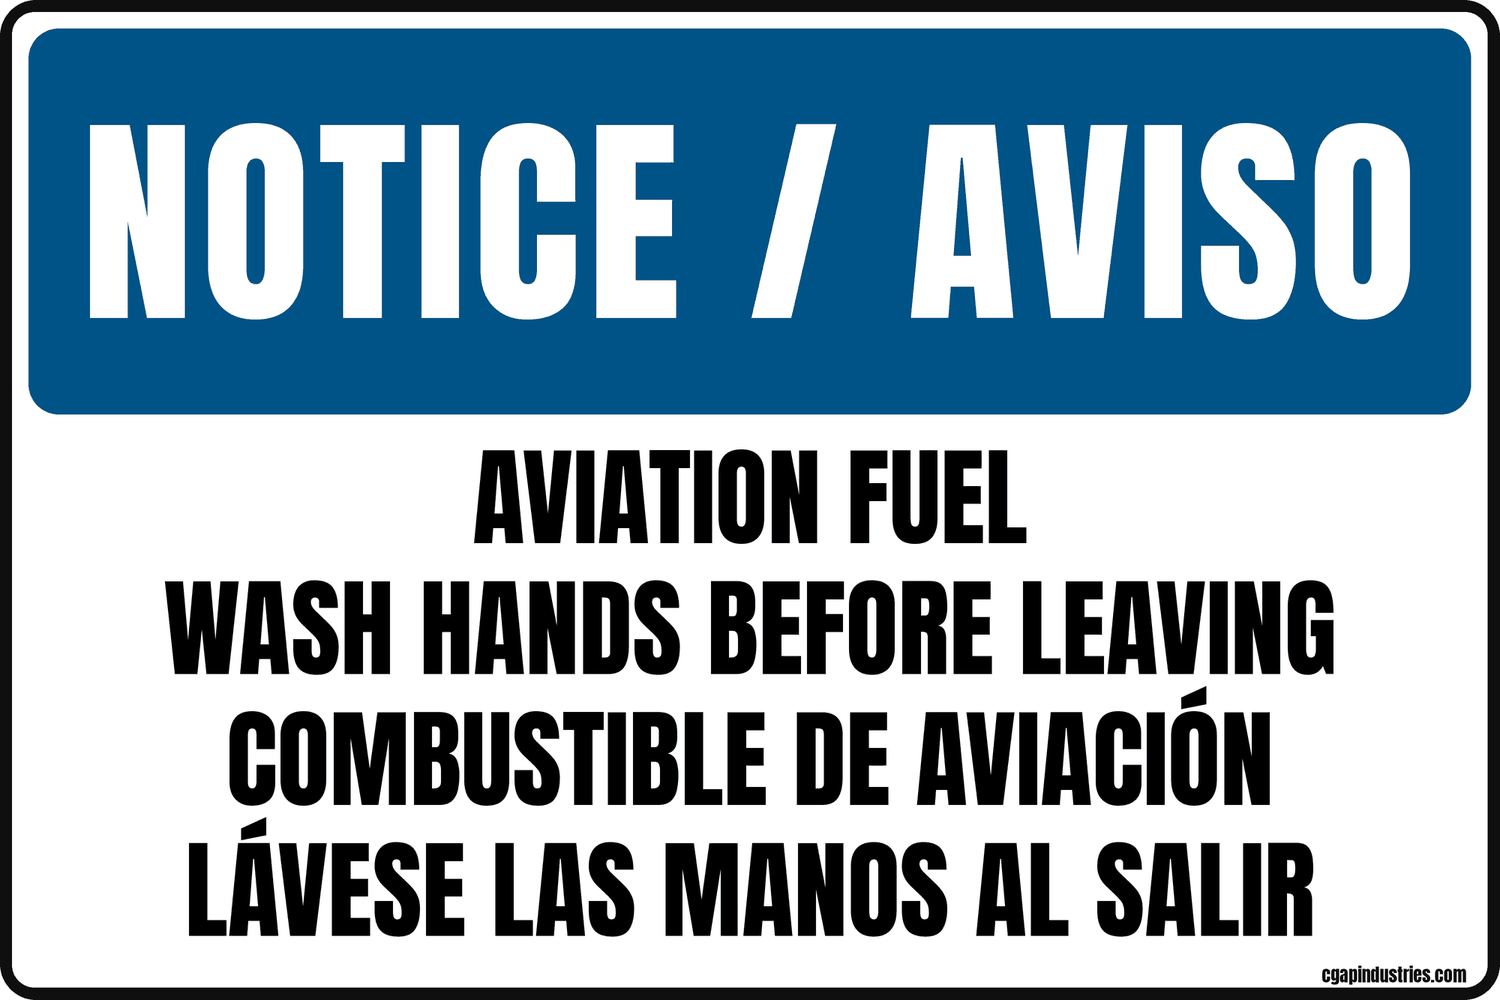 NOTICE / AVISO
AVIATION FUEL
WASH HANDS BEFORE LEAVING
COMBUSTIBLE DE AVIACIÓN
LÁVESE LAS MANOS AL SALIR
cgapindustries.com